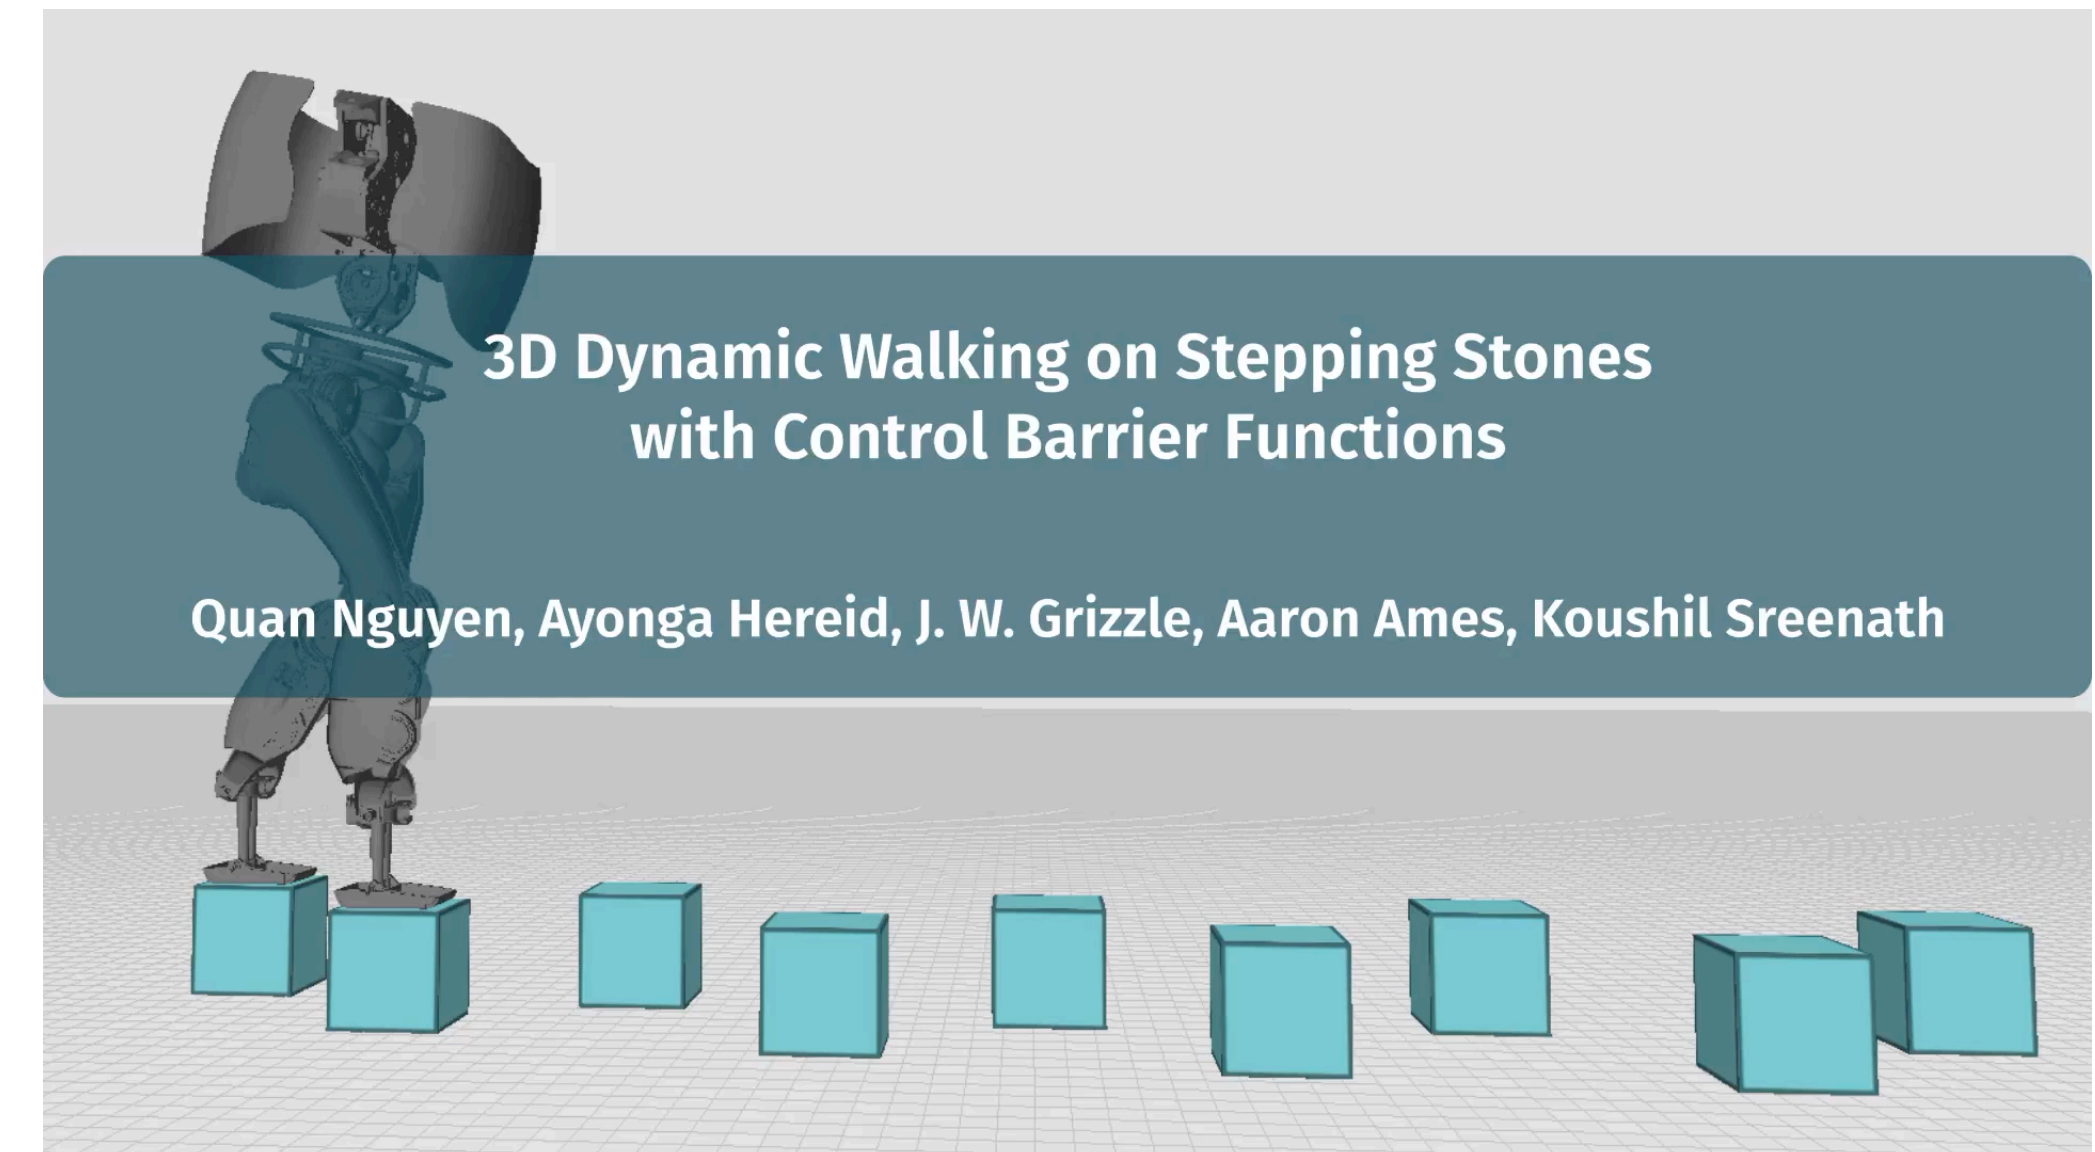 3D Dynamic Walking on Stepping Stones
with Control Barrier Functions
Quan Nguyen, Ayonga Hereid, J. W. Grizzle, Aaron Ames, Koushil Sreenath